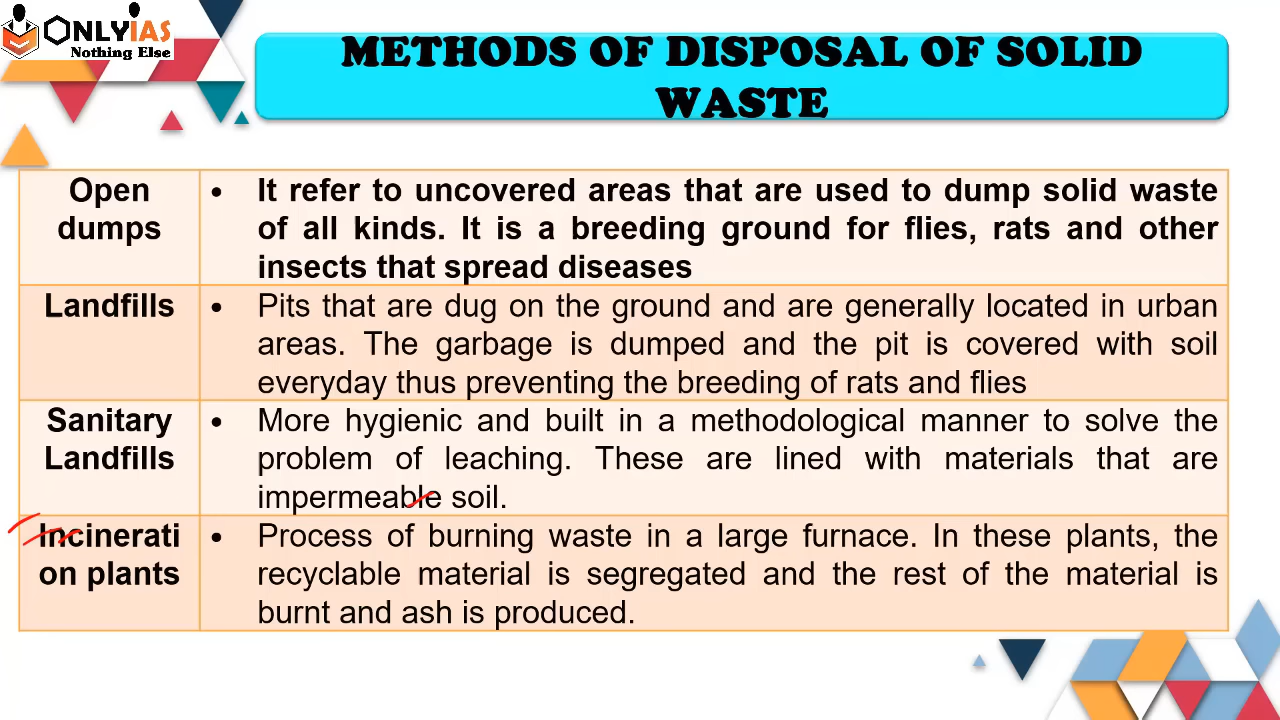 ONLYIAS
Nothing Else
METHODS OF DISPOSAL OF SOLID
WASTE
Open
dumps
• It refer to uncovered areas that are used to dump solid waste
of all kinds. It is a breeding ground for flies, rats and other
insects that spread diseases
Landfills
• Pits that are dug on the ground and are generally located in urban
areas. The garbage is dumped and the pit is covered with soil
everyday thus preventing the breeding of rats and flies
Sanitary
Landfills
• More hygienic and built in a methodological manner to solve the
problem of leaching. These are lined with materials that are
impermeable soil.
Incinerati
on plants
• Process of burning waste in a large furnace. In these plants, the
recyclable material is segregated and the rest of the material is
burnt and ash is produced.